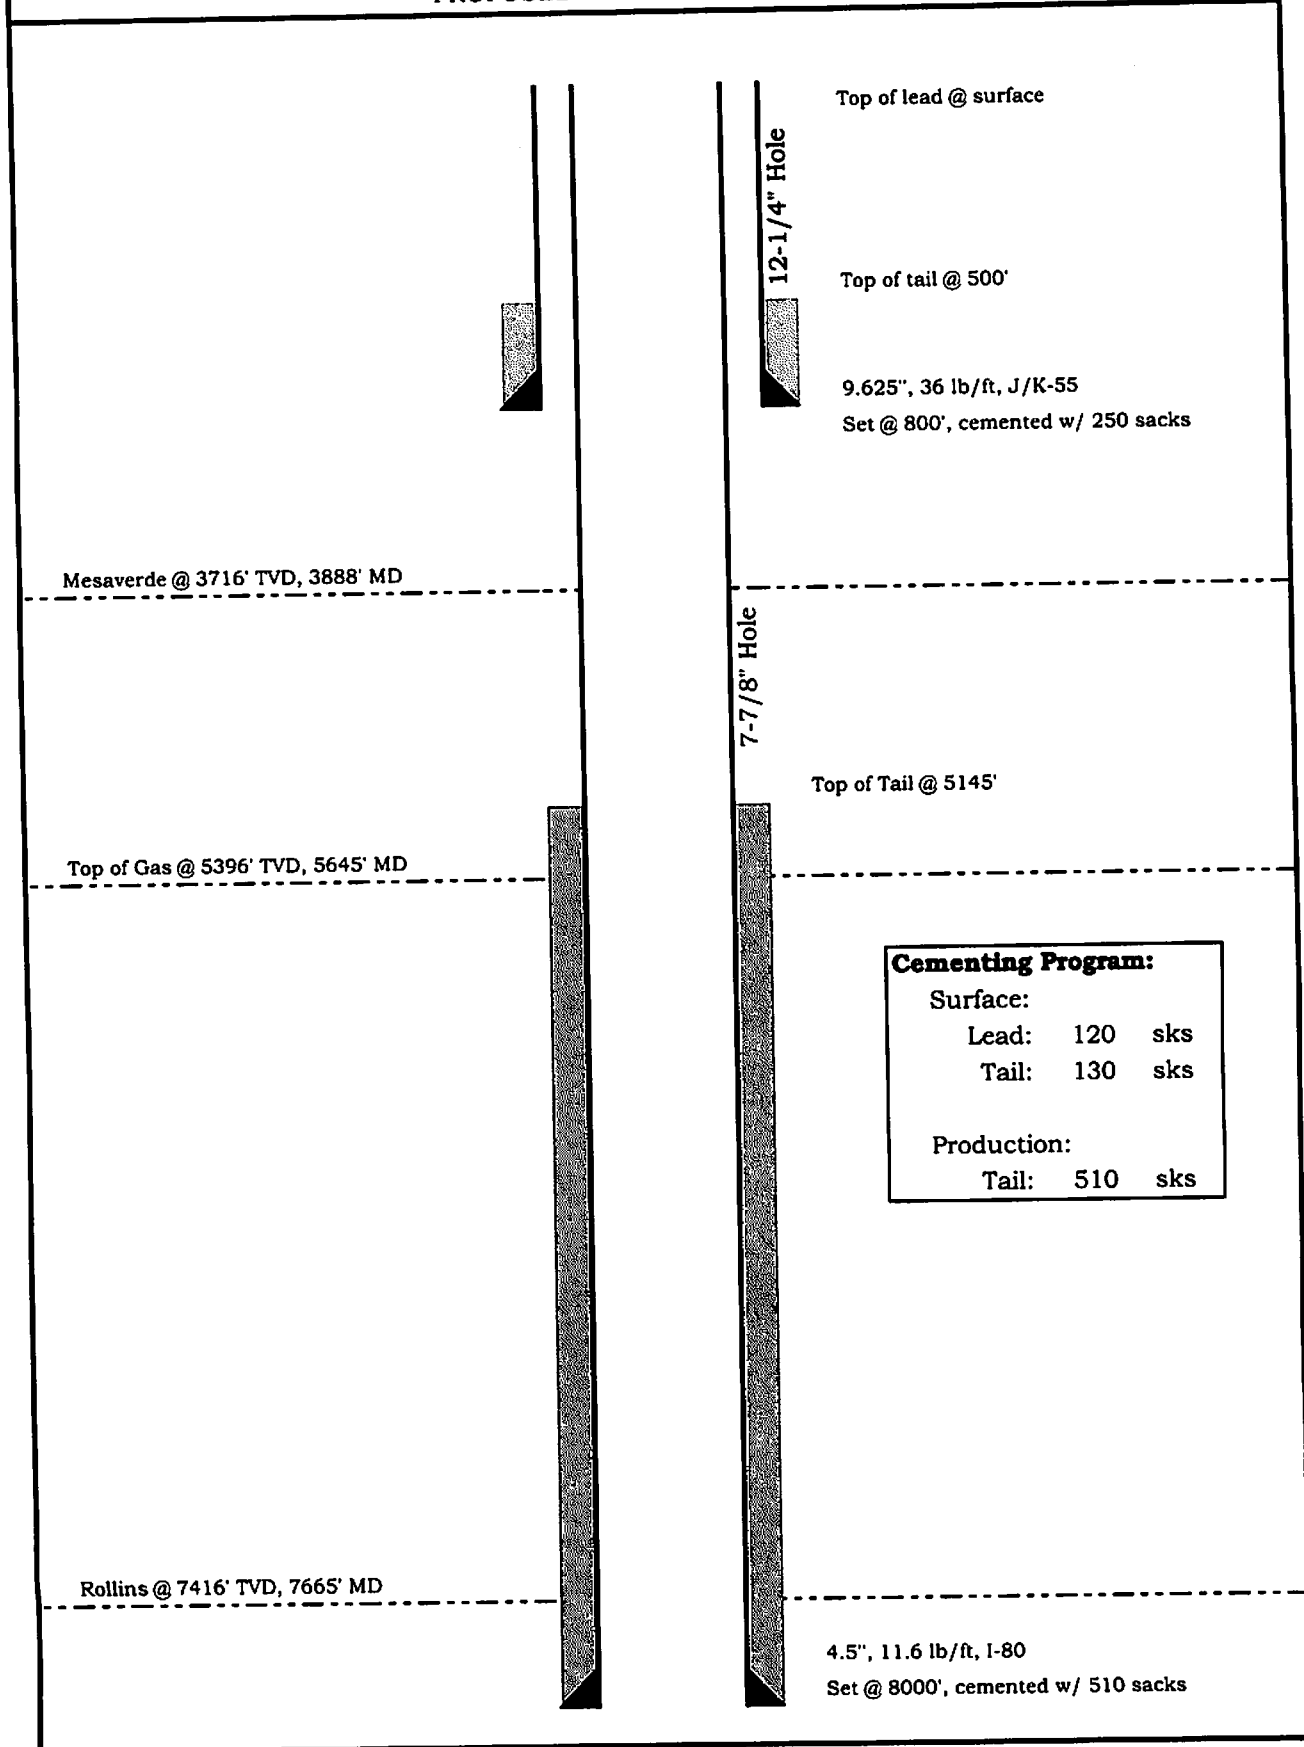 Top of lead @ surface
12-1/4" Hole
Top of tail @ 500'
9.625", 36 lb/ft, J/K-55
Set @ 800', cemented w/ 250 sacks
Mesaverde @ 3716' TVD, 3888' MD
7-7/8" Hole
Top of Tail @ 5145'
Top of Gas @ 5396' TVD, 5645' MD
Cementing Program:
Surface:
Lead: 120 sks
Tail: 130 sks
Production:
Tail: 510 sks
Rollins @ 7416' TVD, 7665' MD
4.5", 11.6 lb/ft, I-80
Set @ 8000', cemented w/ 510 sacks